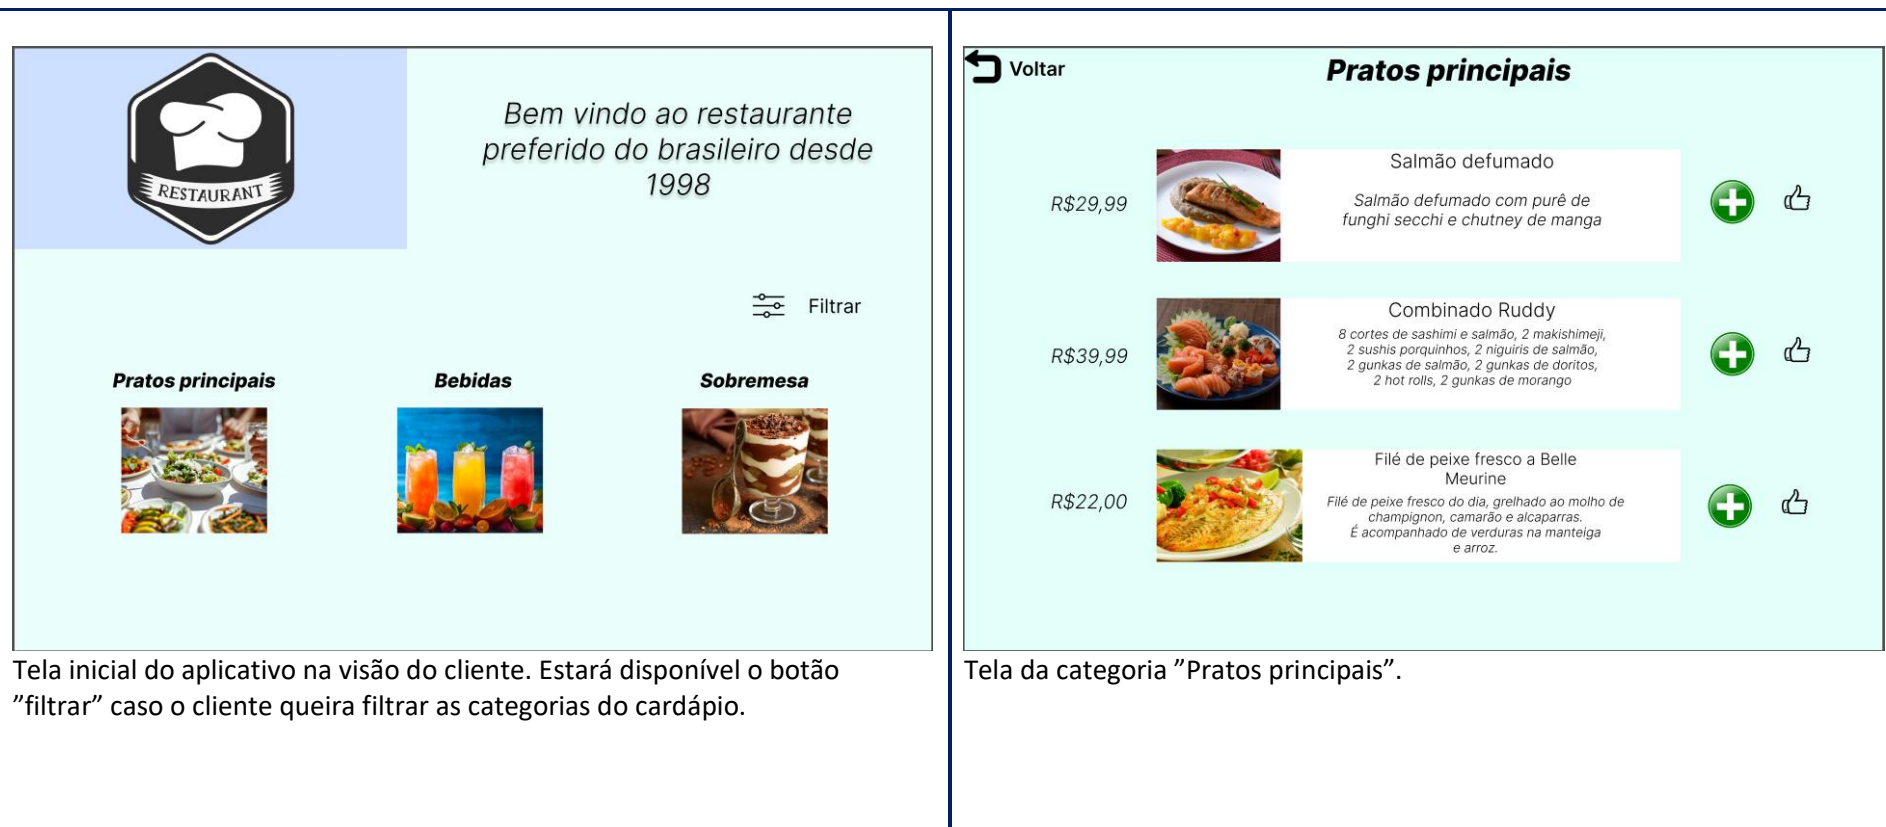 RESTAURANT
Bem vindo ao restaurante
preferido do brasileiro desde
1998
Filtrar
Pratos principais
Bebidas
Sobremesa
Tela inicial do aplicativo na visão do cliente. Estará disponível o botão
”filtrar” caso o cliente queira filtrar as categorias do cardápio.
Voltar
Pratos principais
R$29,99
Salmão defumado
Salmão defumado com purê de
funghi secchi e chutney de manga
R$39,99
Combinado Ruddy
8 cortes de sashimi e salmão, 2 makishimeji,
2 sushis porquinhos, 2 niguiris de salmão,
2 gunkas de salmão, 2 gunkas de doritos,
2 hot rolls, 2 gunkas de morango
R$22,00
Filé de peixe fresco a Belle
Meurine
Filé de peixe fresco do dia, grelhado ao molho de
champignon, camarão e alcaparras.
É acompanhado de verduras na manteiga
e arroz.
Tela da categoria ”Pratos principais”.